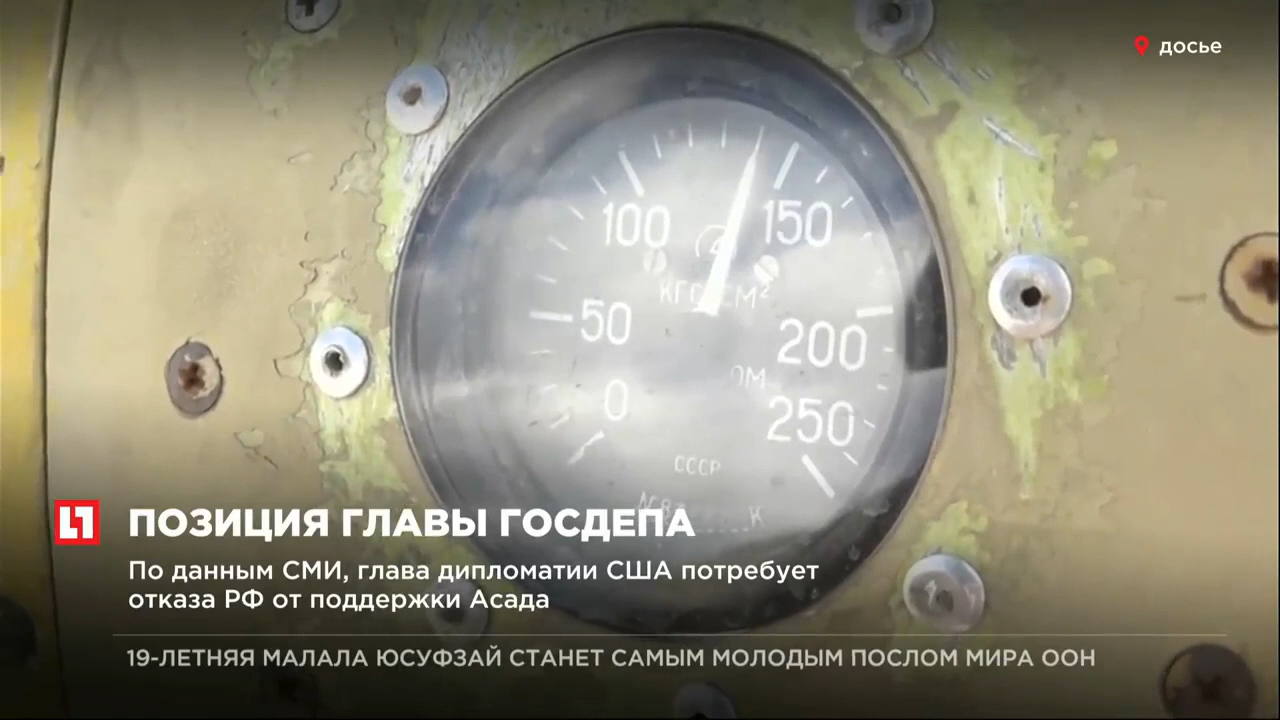 досье
100
150
КГС/СМ²
50
200
0
250
СССР
ПОЗИЦИЯ ГЛАВЫ ГОСДЕПА
По данным СМИ, глава дипломатии США потребует
отказа РФ от поддержки Асада
19-ЛЕТНЯЯ МАЛАЛА ЮСУФЗАЙ СТАНЕТ САМЫМ МОЛОДЫМ ПОСЛОМ МИРА ООН